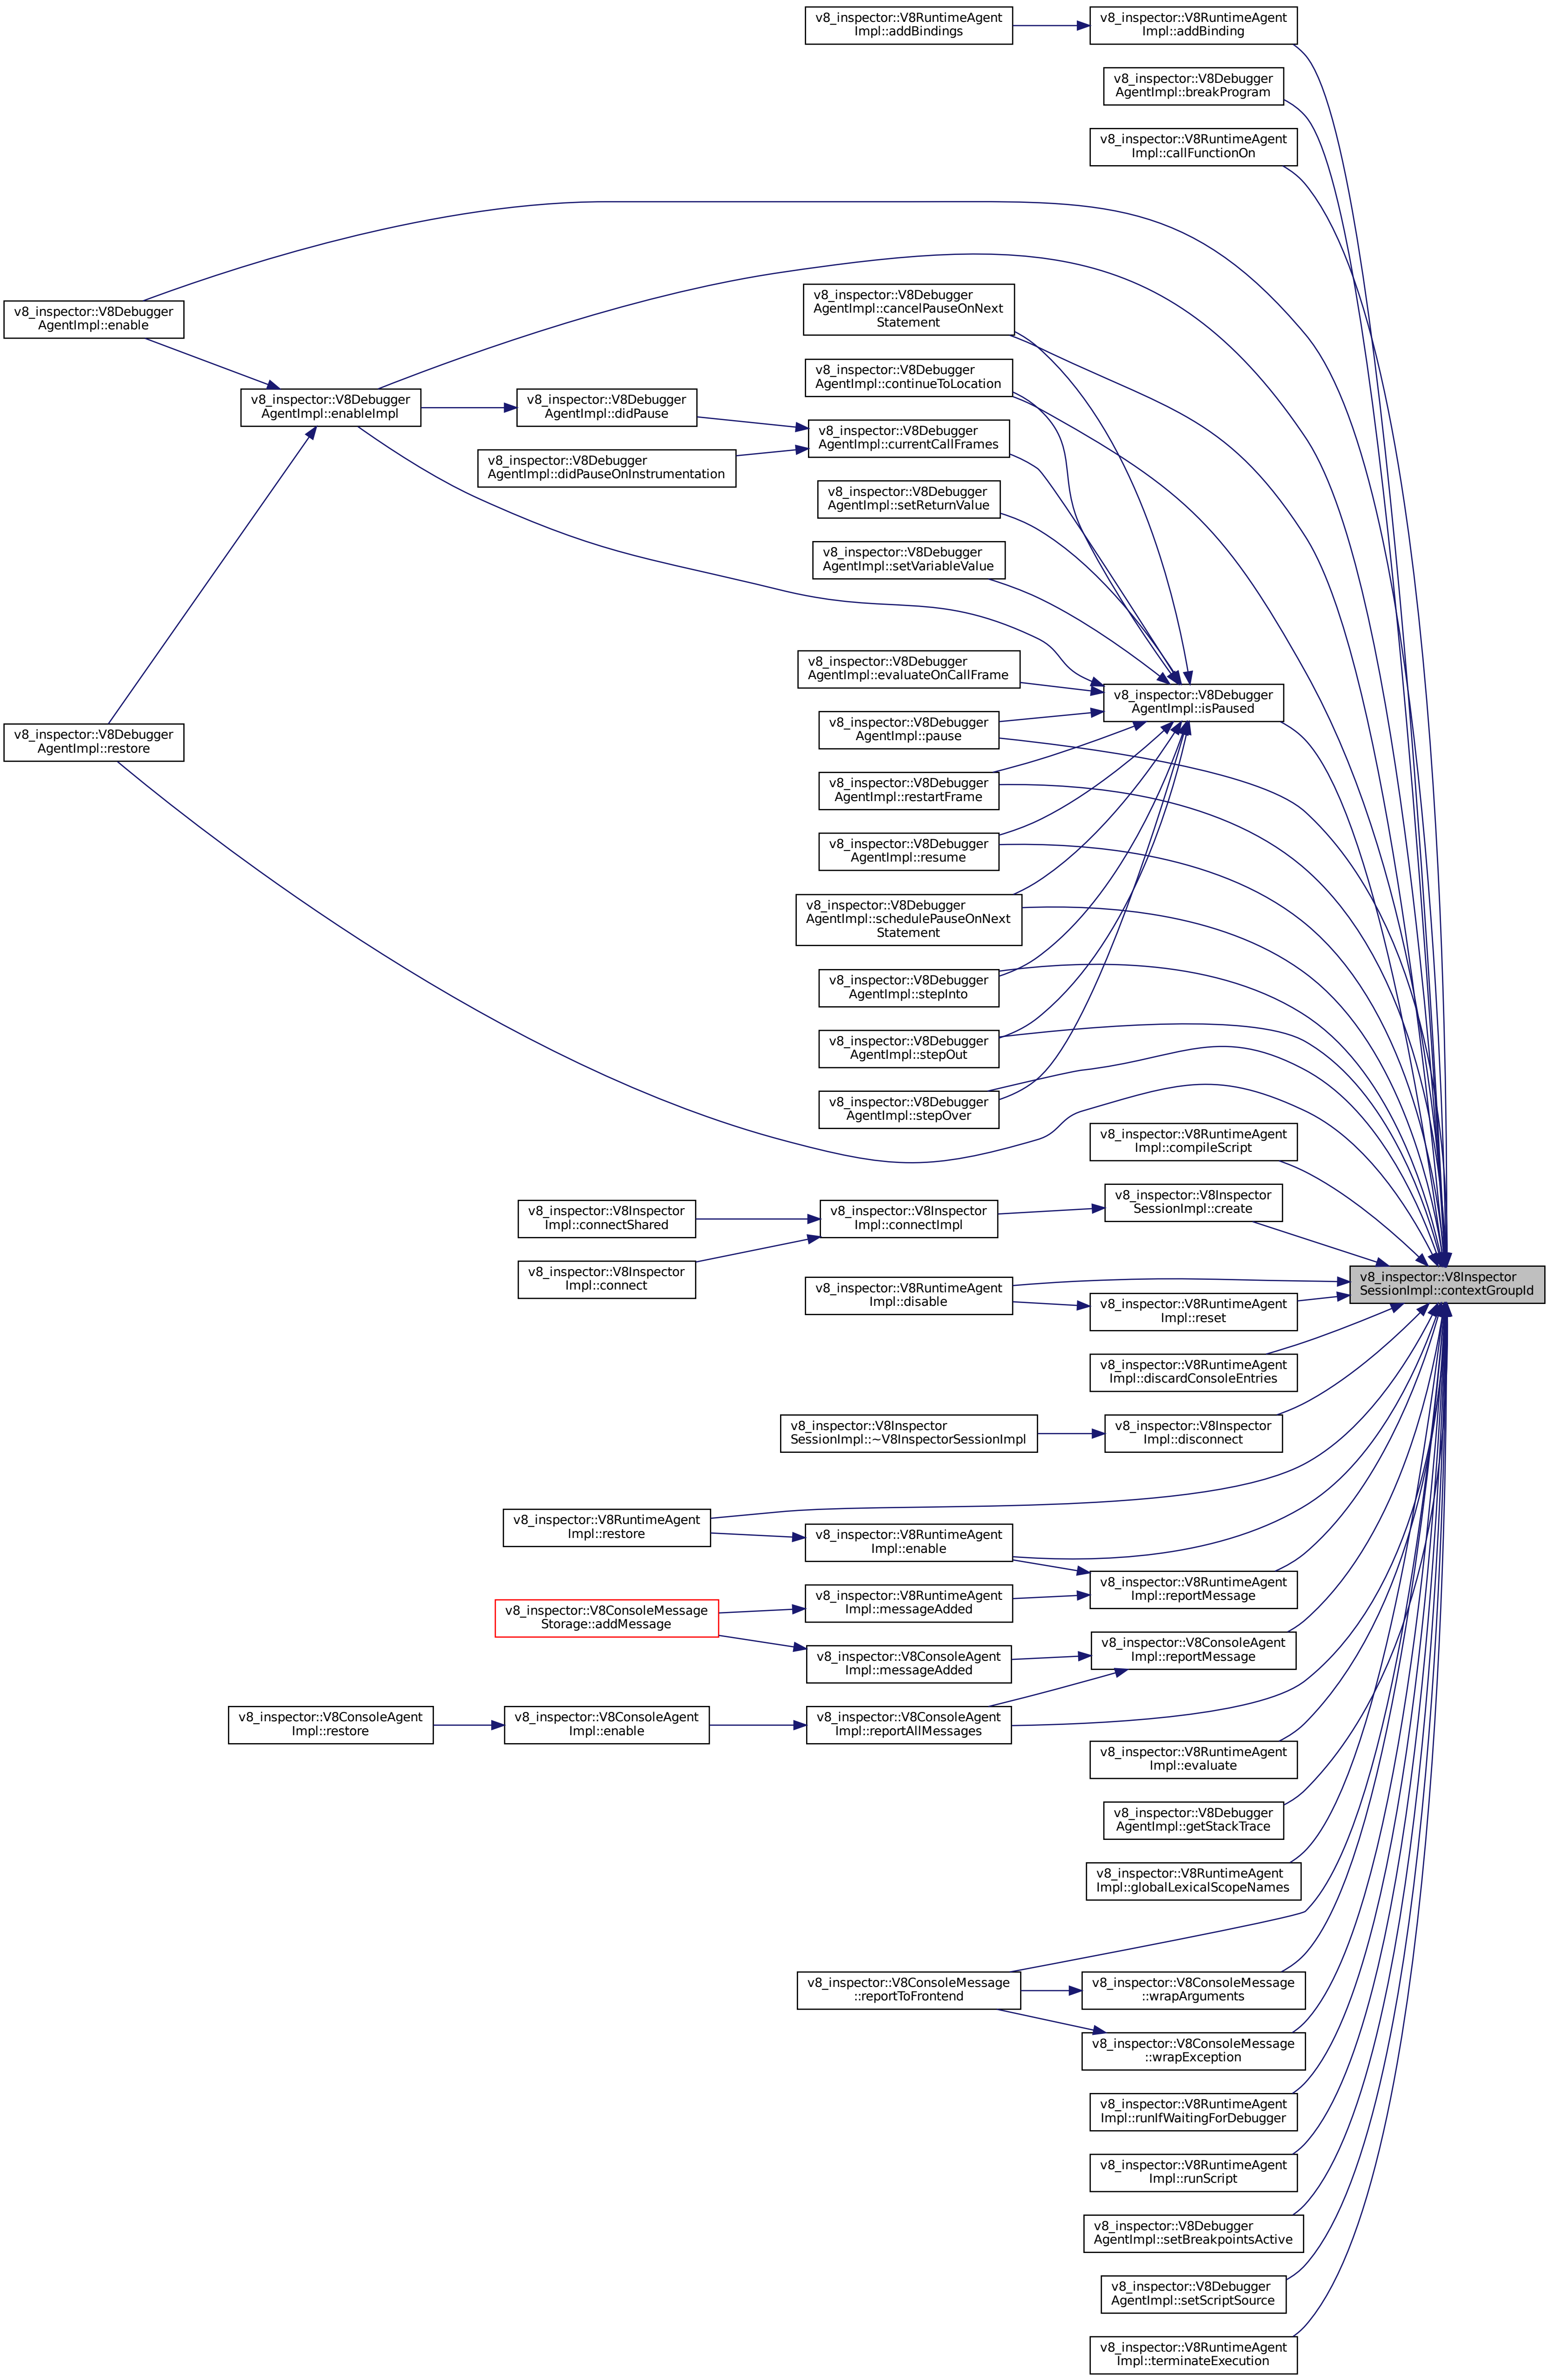 v8_inspector::V8RuntimeAgent
Impl::addBindings
v8_inspector::V8RuntimeAgent
Impl::addBinding
v8_inspector::V8Debugger
AgentImpl::breakProgram
v8_inspector::V8RuntimeAgent
Impl::callFunctionOn
v8_inspector::V8Debugger
AgentImpl::enable
v8_inspector::V8Debugger
AgentImpl::cancelPauseOnNext
Statement
v8_inspector::V8Debugger
AgentImpl::continueToLocation
v8_inspector::V8Debugger
AgentImpl::enableImpl
v8_inspector::V8Debugger
AgentImpl::didPause
v8_inspector::V8Debugger
AgentImpl::currentCallFrames
v8_inspector::V8Debugger
AgentImpl::didPauseOnInstrumentation
v8_inspector::V8Debugger
AgentImpl::setReturnValue
v8_inspector::V8Debugger
AgentImpl::setVariableValue
v8_inspector::V8Debugger
AgentImpl::evaluateOnCallFrame
v8_inspector::V8Debugger
AgentImpl::isPaused
v8_inspector::V8Debugger
AgentImpl::restore
v8_inspector::V8Debugger
AgentImpl::pause
v8_inspector::V8Debugger
AgentImpl::restartFrame
v8_inspector::V8Debugger
AgentImpl::resume
v8_inspector::V8Debugger
AgentImpl::schedulePauseOnNext
Statement
v8_inspector::V8Debugger
AgentImpl::stepInto
v8_inspector::V8Debugger
AgentImpl::stepOut
v8_inspector::V8Debugger
AgentImpl::stepOver
v8_inspector::V8RuntimeAgent
Impl::compileScript
v8_inspector::V8Inspector
SessionImpl::create
v8_inspector::V8Inspector
Impl::connectShared
v8_inspector::V8Inspector
Impl::connectImpl
v8_inspector::V8Inspector
Impl::connect
v8_inspector::V8Inspector
SessionImpl::contextGroupId
v8_inspector::V8RuntimeAgent
Impl::disable
v8_inspector::V8RuntimeAgent
Impl::reset
v8_inspector::V8RuntimeAgent
Impl::discardConsoleEntries
v8_inspector::V8Inspector
SessionImpl::~V8InspectorSessionImpl
v8_inspector::V8Inspector
Impl::disconnect
v8_inspector::V8RuntimeAgent
Impl::restore
v8_inspector::V8RuntimeAgent
Impl::enable
v8_inspector::V8RuntimeAgent
Impl::reportMessage
v8_inspector::V8ConsoleMessage
Storage::addMessage
v8_inspector::V8RuntimeAgent
Impl::messageAdded
v8_inspector::V8ConsoleAgent
Impl::messageAdded
v8_inspector::V8ConsoleAgent
Impl::reportMessage
v8_inspector::V8ConsoleAgent
Impl::restore
v8_inspector::V8ConsoleAgent
Impl::enable
v8_inspector::V8ConsoleAgent
Impl::reportAllMessages
v8_inspector::V8RuntimeAgent
Impl::evaluate
v8_inspector::V8Debugger
AgentImpl::getStackTrace
v8_inspector::V8RuntimeAgent
Impl::globalLexicalScopeNames
v8_inspector::V8ConsoleMessage
::reportToFrontend
v8_inspector::V8ConsoleMessage
::wrapArguments
v8_inspector::V8ConsoleMessage
::wrapException
v8_inspector::V8RuntimeAgent
Impl::runIfWaitingForDebugger
v8_inspector::V8RuntimeAgent
Impl::runScript
v8_inspector::V8Debugger
AgentImpl::setBreakpointsActive
v8_inspector::V8Debugger
AgentImpl::setScriptSource
v8_inspector::V8RuntimeAgent
Impl::terminateExecution